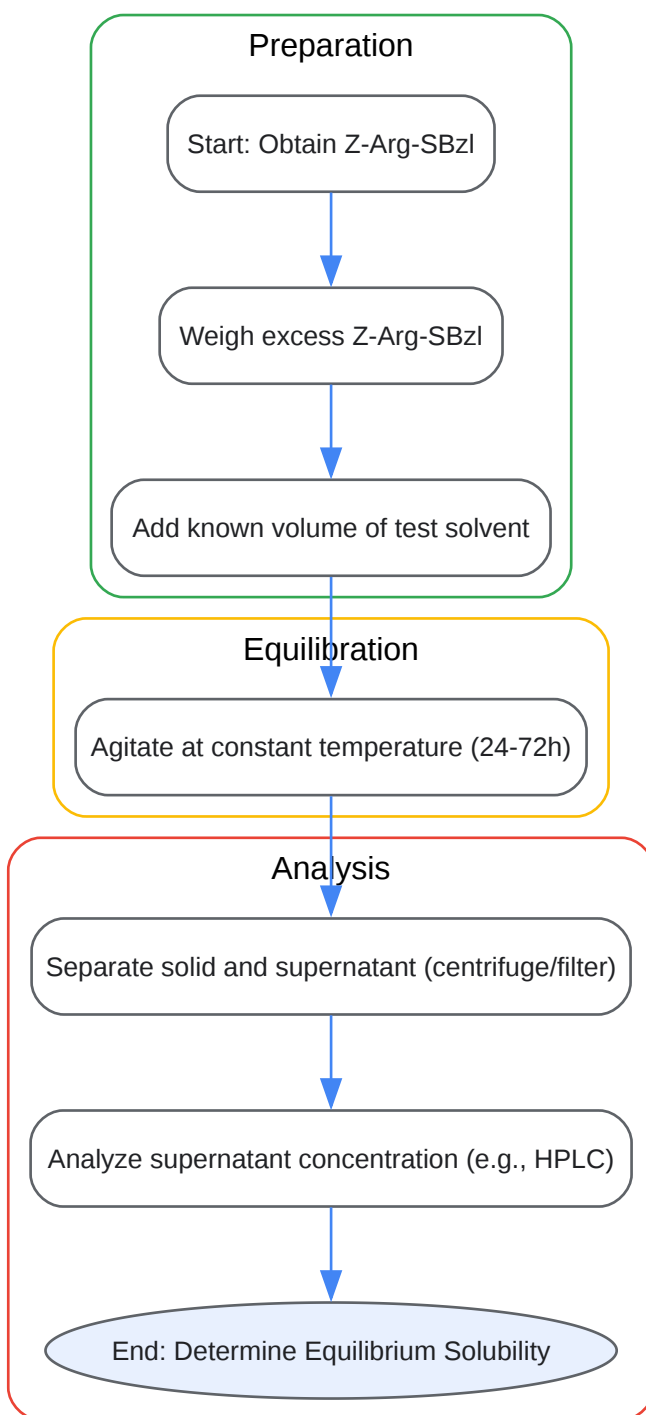 Preparation
Start: Obtain Z-Arg-SBzl
Weigh excess Z-Arg-SBzl
Add known volume of test solvent
Equilibration
Agitate at constant temperature (24-72h)
Analysis
Separate solid and supernatant (centrifuge/filter)
Analyze supernatant concentration (e.g., HPLC)
End: Determine Equilibrium Solubility